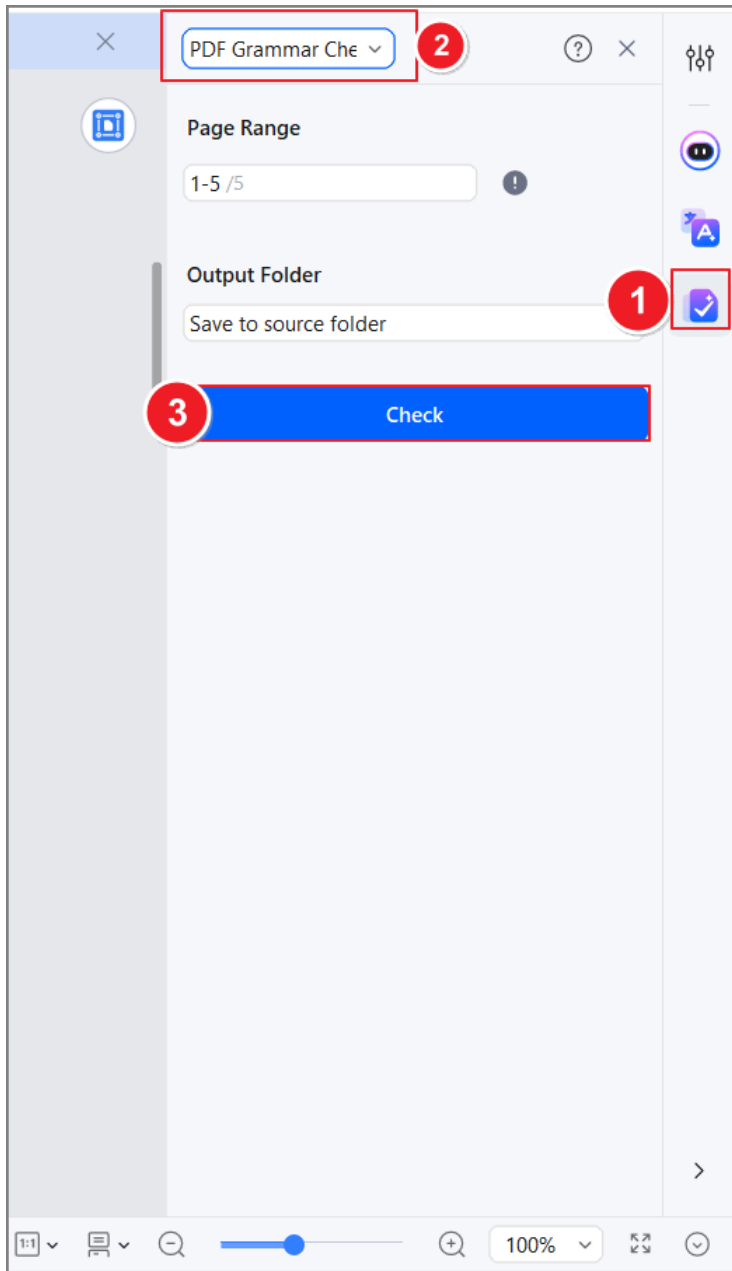 PDF Grammar Che
2
Page Range
1-5 /5
Output Folder
1
Save to source folder
3
Check
1:1
100%